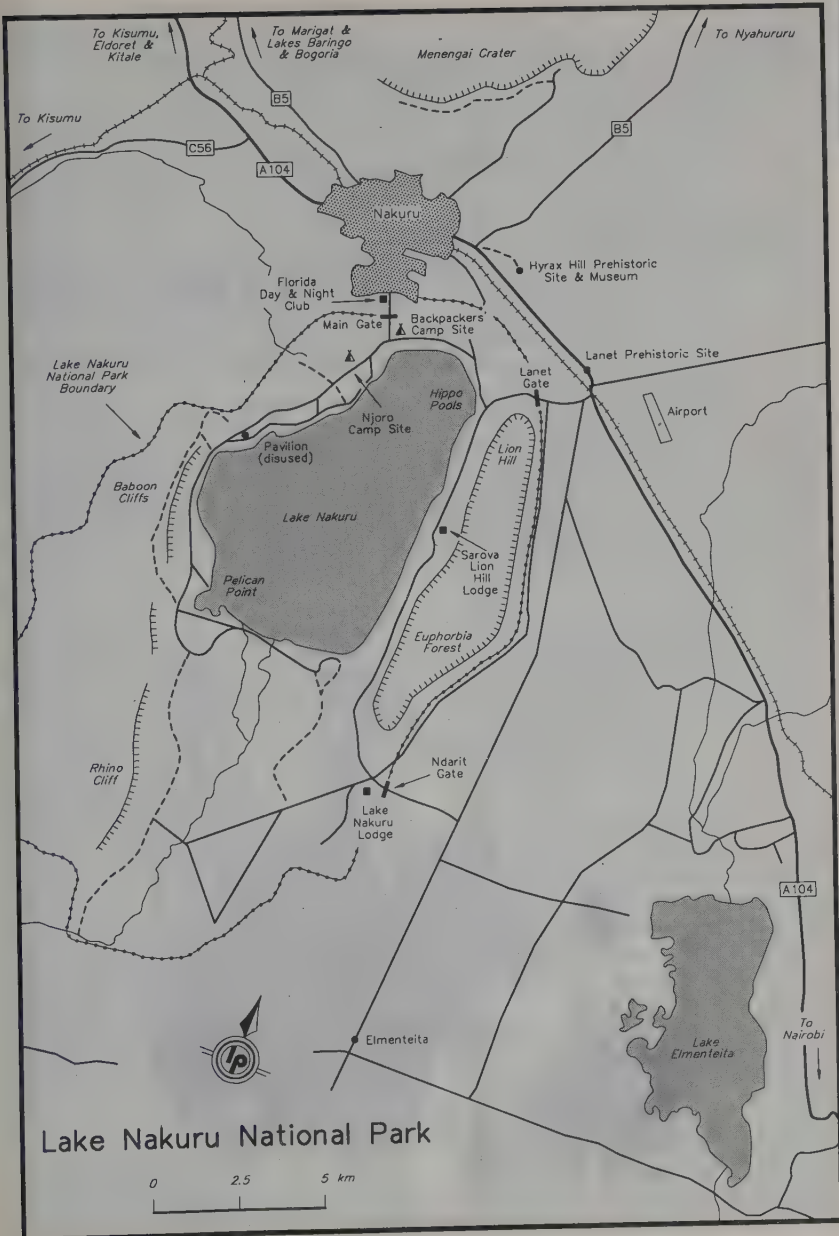 To Kisumu,
Eldoret &
Kitale
To Marigat &
Lakes Baringo
& Bogoria
Menengai Crater
To Nyahururu
To Kisumu
B5
B5
C56
A104
Nakuru
Hyrax Hill Prehistoric
Site & Museum
Florida
Day & Night
Club
Main Gate
Backpackers'
Camp Site
Lake Nakuru
National Park
Boundary
Lanet Prehistoric Site
Lanet
Gate
Hippo
Pools
Airport
Njoro
Camp Site
Pavilion
(disused)
Lion
Hill
Baboon
Cliffs
Lake Nakuru
Sarova
Lion
Hill
Lodge
Pelican
Point
Euphorbia
Forest
Rhino
Cliff
Ndarit
Gate
Lake
Nakuru
Lodge
A104
To
Nairobi
Elmenteita
Lake
Elmenteita
lp
Lake Nakuru National Park
0 2.5 5 km